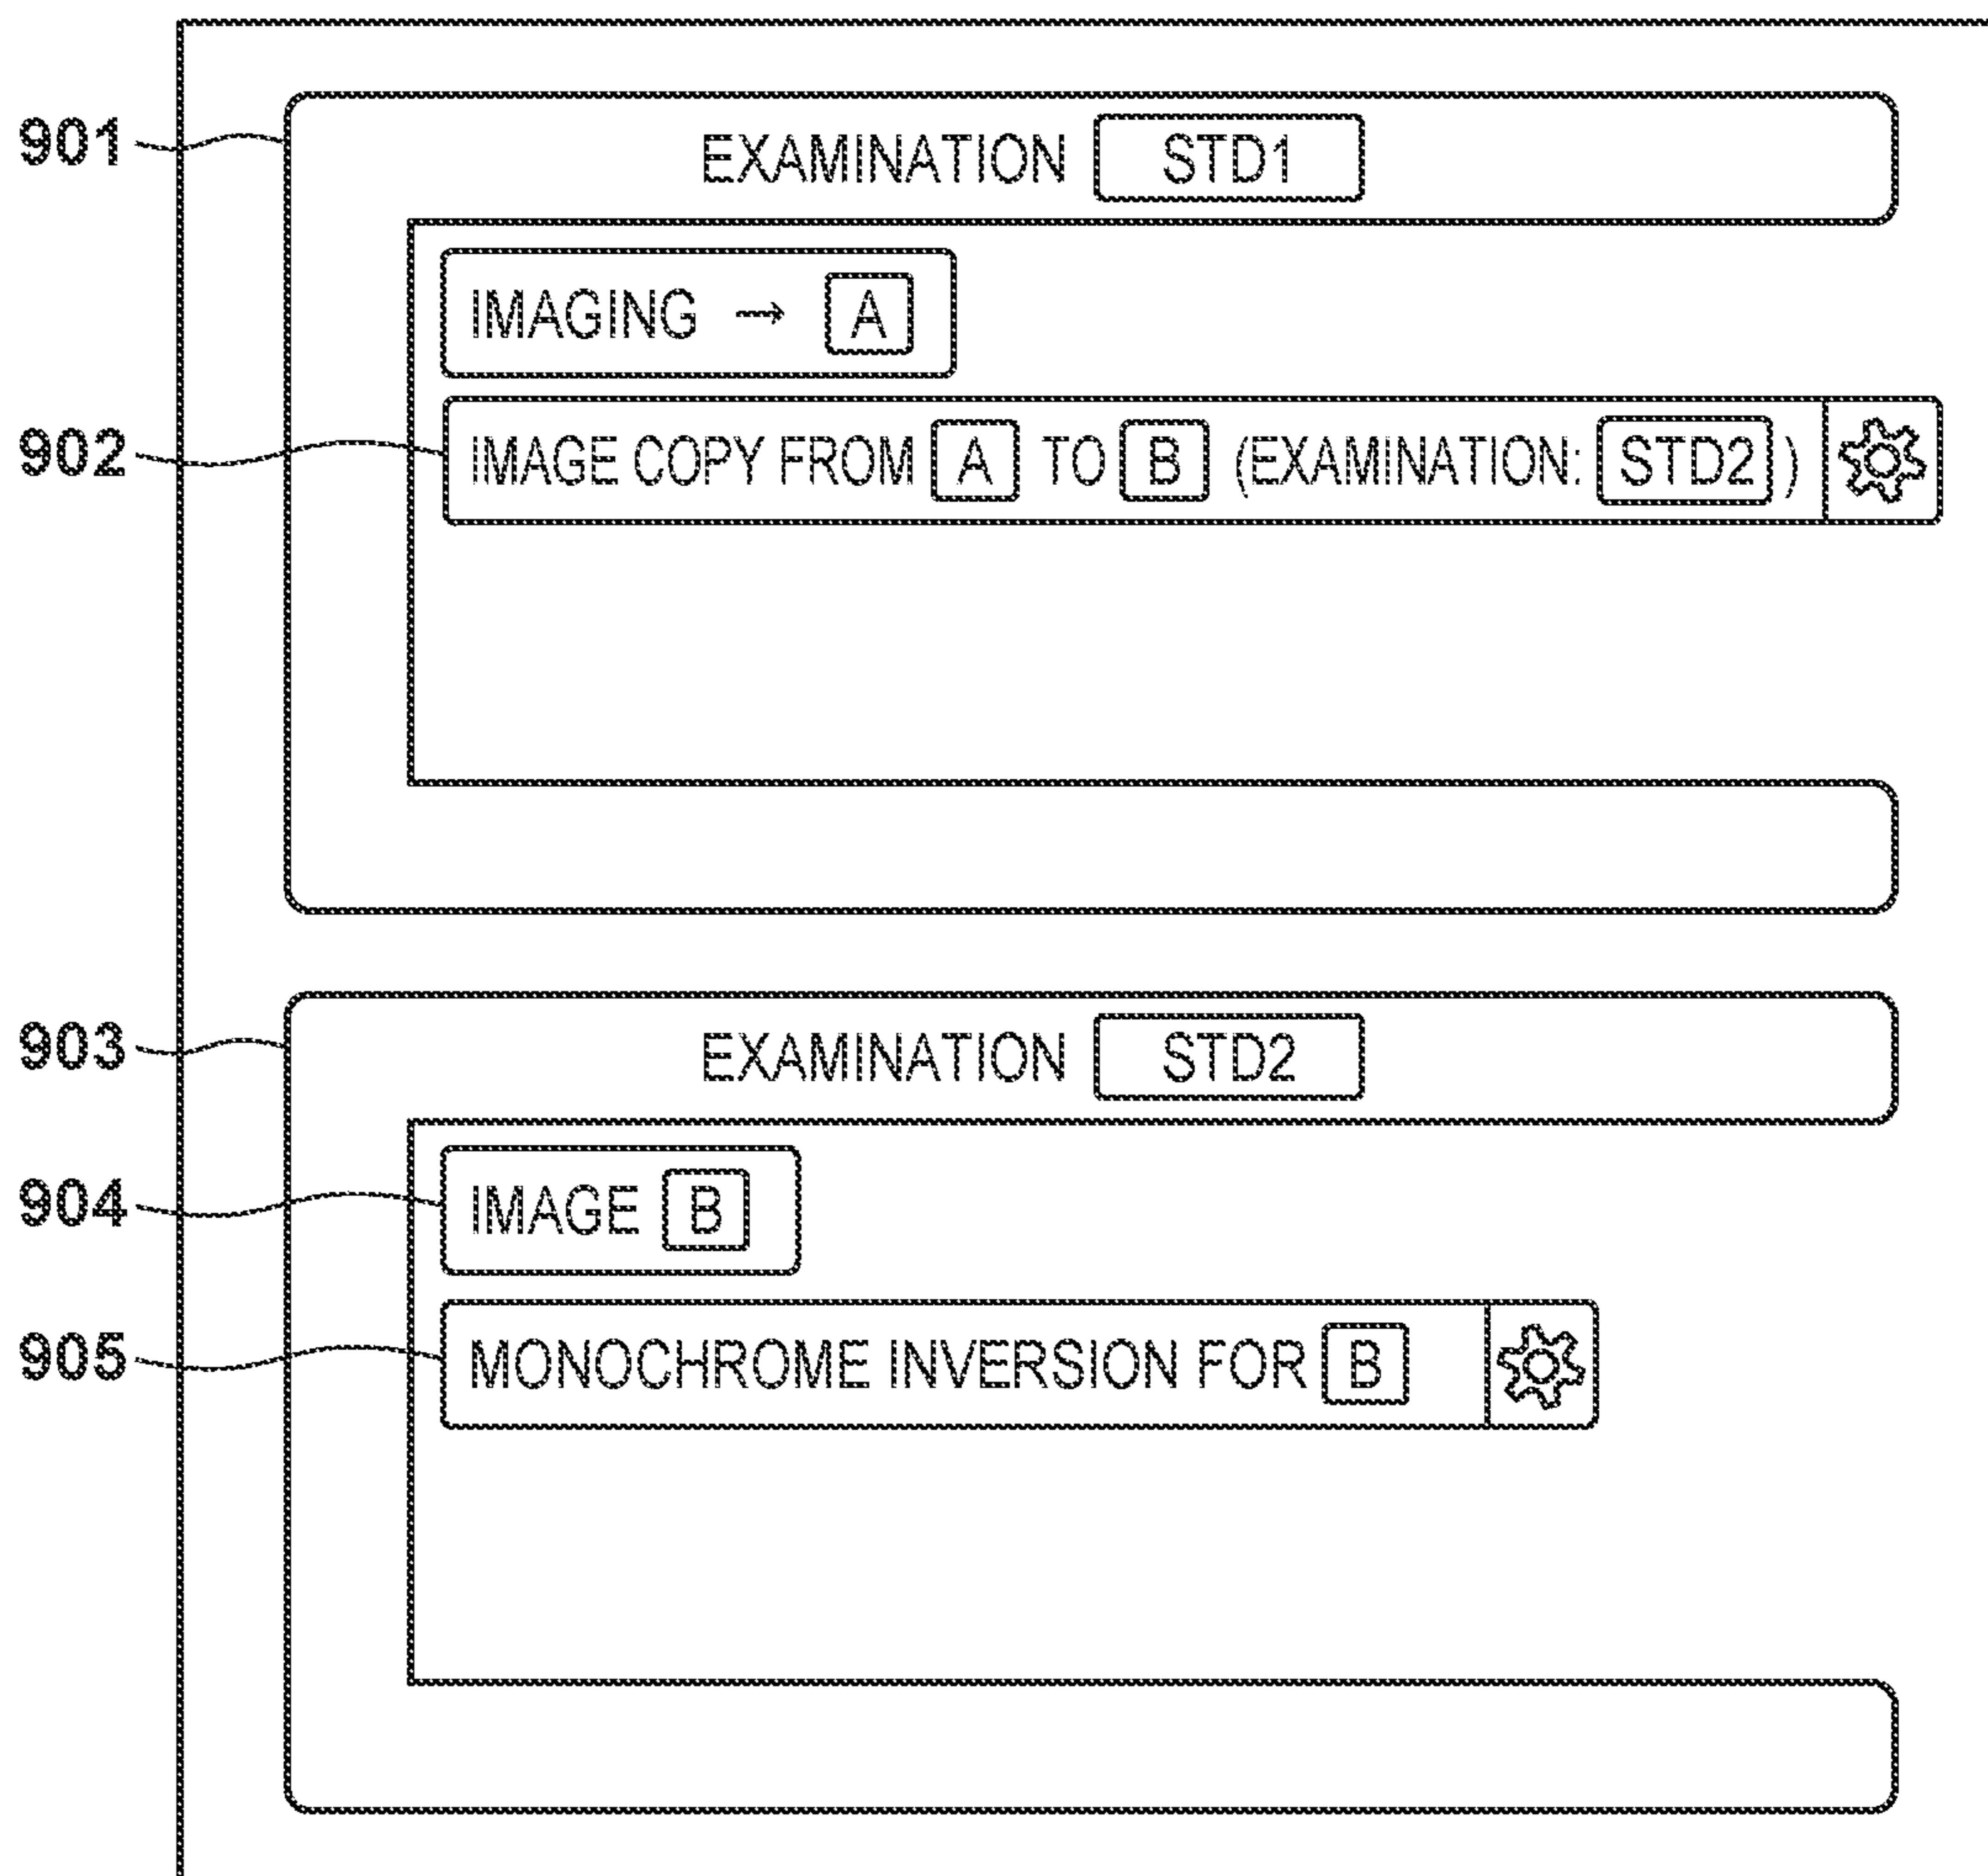 901 EXAMINATION STD1
IMAGING → A
902 IMAGE COPY FROM A TO B (EXAMINATION: STD2)
903 EXAMINATION STD2
904 IMAGE B
905 MONOCHROME INVERSION FOR B